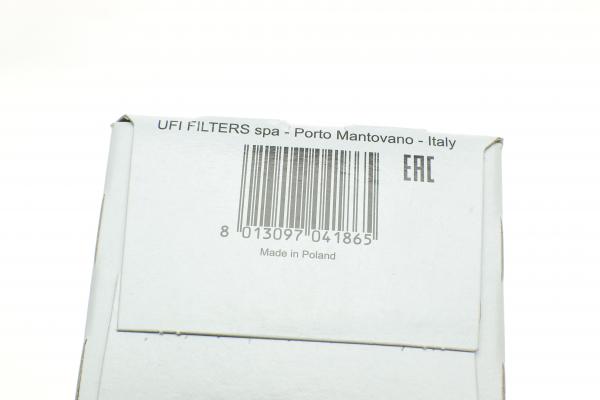 UFI FILTERS spa - Porto Mantovano - Italy
EAC
8 013097 041865
Made in Poland